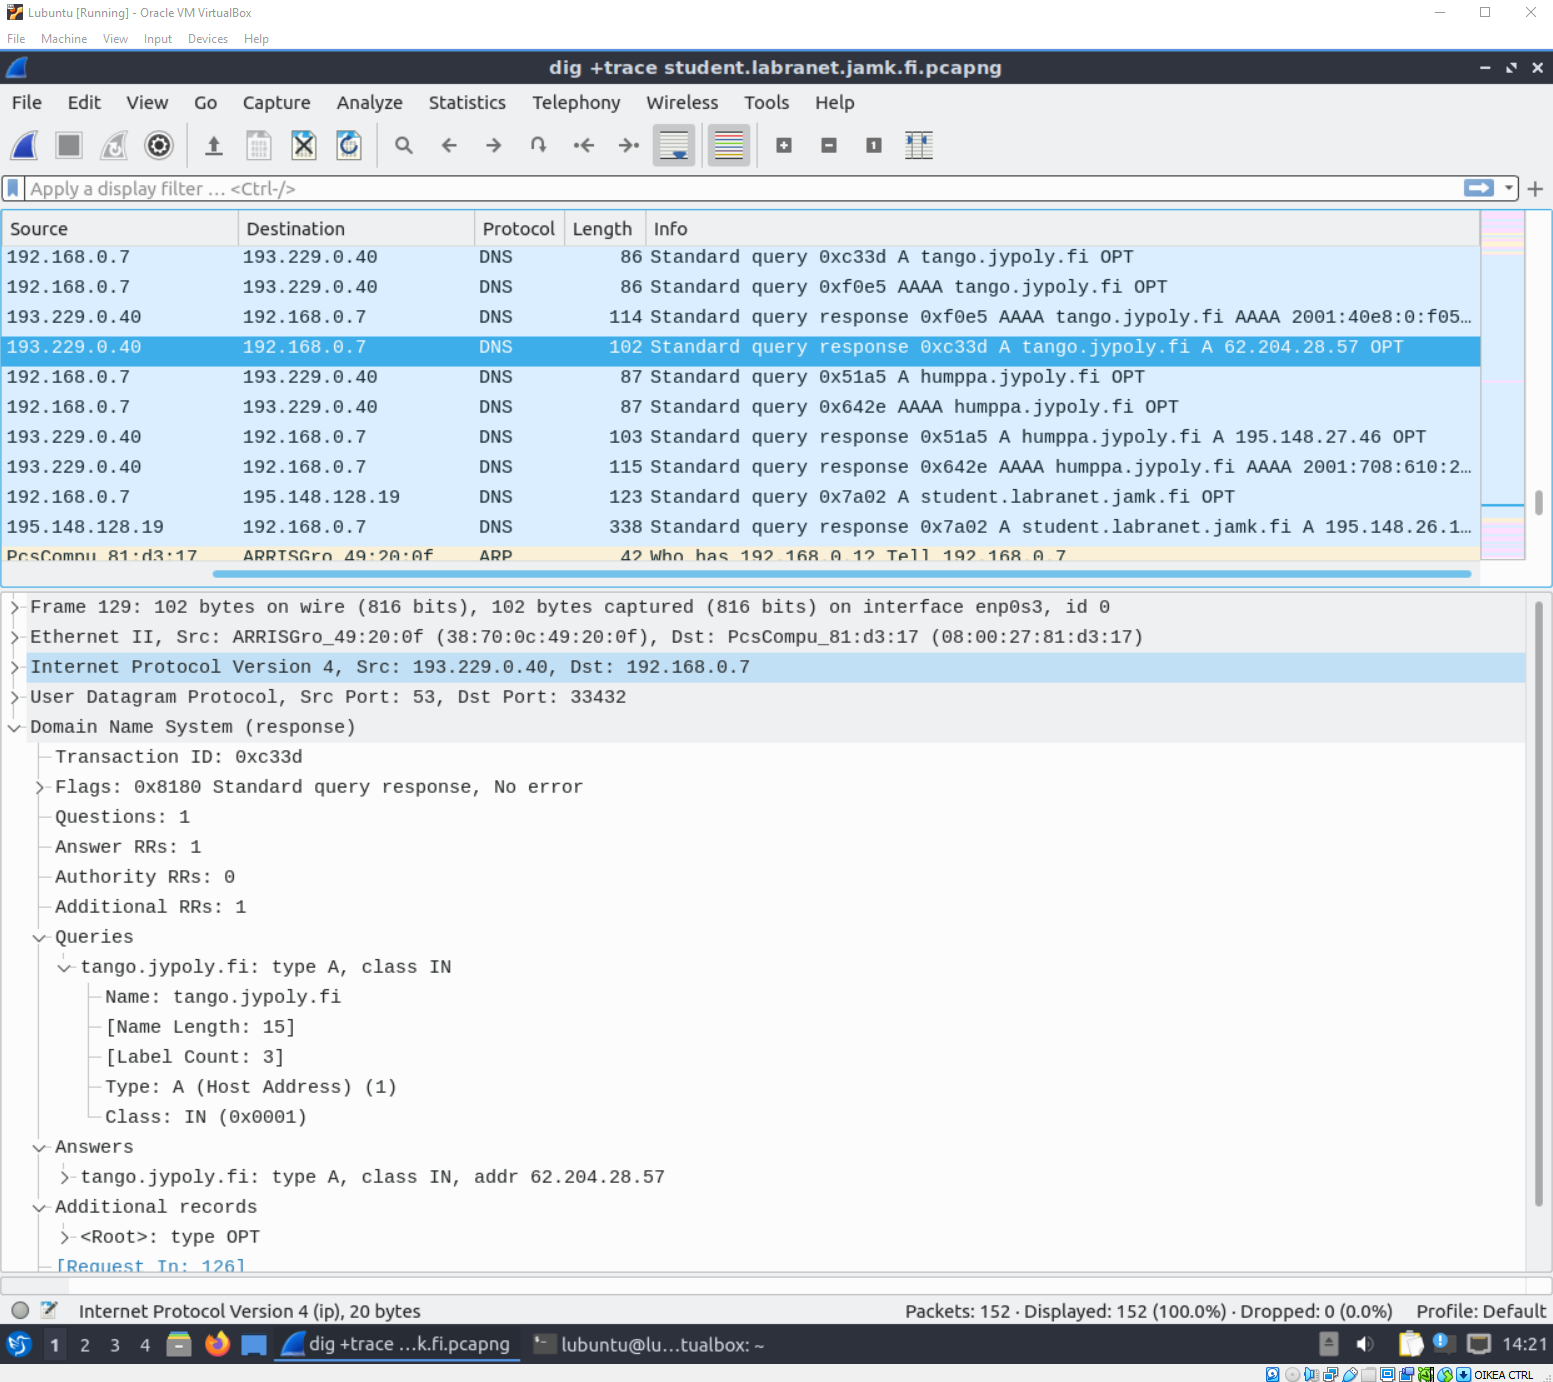 Lubuntu [Running] - Oracle VM VirtualBox
File Machine View Input Devices Help
dig +trace student.labranet.jamk.fi.pcapng
File Edit View Go Capture Analyze Statistics Telephony Wireless Tools Help
Apply a display filter … <Ctrl-/>
Source Destination Protocol Length Info
192.168.0.7 193.229.0.40 DNS 86 Standard query 0xc33d A tango.jypoly.fi OPT
192.168.0.7 193.229.0.40 DNS 86 Standard query 0xf0e5 AAAA tango.jypoly.fi OPT
193.229.0.40 192.168.0.7 DNS 114 Standard query response 0xf0e5 AAAA tango.jypoly.fi AAAA 2001:40e8:0:f05…
193.229.0.40 192.168.0.7 DNS 102 Standard query response 0xc33d A tango.jypoly.fi A 62.204.28.57 OPT
192.168.0.7 193.229.0.40 DNS 87 Standard query 0x51a5 A humppa.jypoly.fi OPT
192.168.0.7 193.229.0.40 DNS 87 Standard query 0x642e AAAA humppa.jypoly.fi OPT
193.229.0.40 192.168.0.7 DNS 103 Standard query response 0x51a5 A humppa.jypoly.fi A 195.148.27.46 OPT
193.229.0.40 192.168.0.7 DNS 115 Standard query response 0x642e AAAA humppa.jypoly.fi AAAA 2001:708:610:2…
192.168.0.7 195.148.128.19 DNS 123 Standard query 0x7a02 A student.labranet.jamk.fi OPT
195.148.128.19 192.168.0.7 DNS 338 Standard query response 0x7a02 A student.labranet.jamk.fi A 195.148.26.1…
PcsCompu_81:d3:17 ARRISGro_49:20:0f ARP 42 Who has 192.168.0.1? Tell 192.168.0.7
Frame 129: 102 bytes on wire (816 bits), 102 bytes captured (816 bits) on interface enp0s3, id 0
Ethernet II, Src: ARRISGro_49:20:0f (38:70:0c:49:20:0f), Dst: PcsCompu_81:d3:17 (08:00:27:81:d3:17)
Internet Protocol Version 4, Src: 193.229.0.40, Dst: 192.168.0.7
User Datagram Protocol, Src Port: 53, Dst Port: 33432
Domain Name System (response)
Transaction ID: 0xc33d
Flags: 0x8180 Standard query response, No error
Questions: 1
Answer RRs: 1
Authority RRs: 0
Additional RRs: 1
Queries
tango.jypoly.fi: type A, class IN
Name: tango.jypoly.fi
[Name Length: 15]
[Label Count: 3]
Type: A (Host Address) (1)
Class: IN (0x0001)
Answers
tango.jypoly.fi: type A, class IN, addr 62.204.28.57
Additional records
<Root>: type OPT
[Request In: 126]
Internet Protocol Version 4 (ip), 20 bytes Packets: 152 · Displayed: 152 (100.0%) · Dropped: 0 (0.0%) Profile: Default
1 2 3 4 dig +trace …k.fi.pcapng lubuntu@lu…tualbox: ~ 14:21
OIKEA CTRL